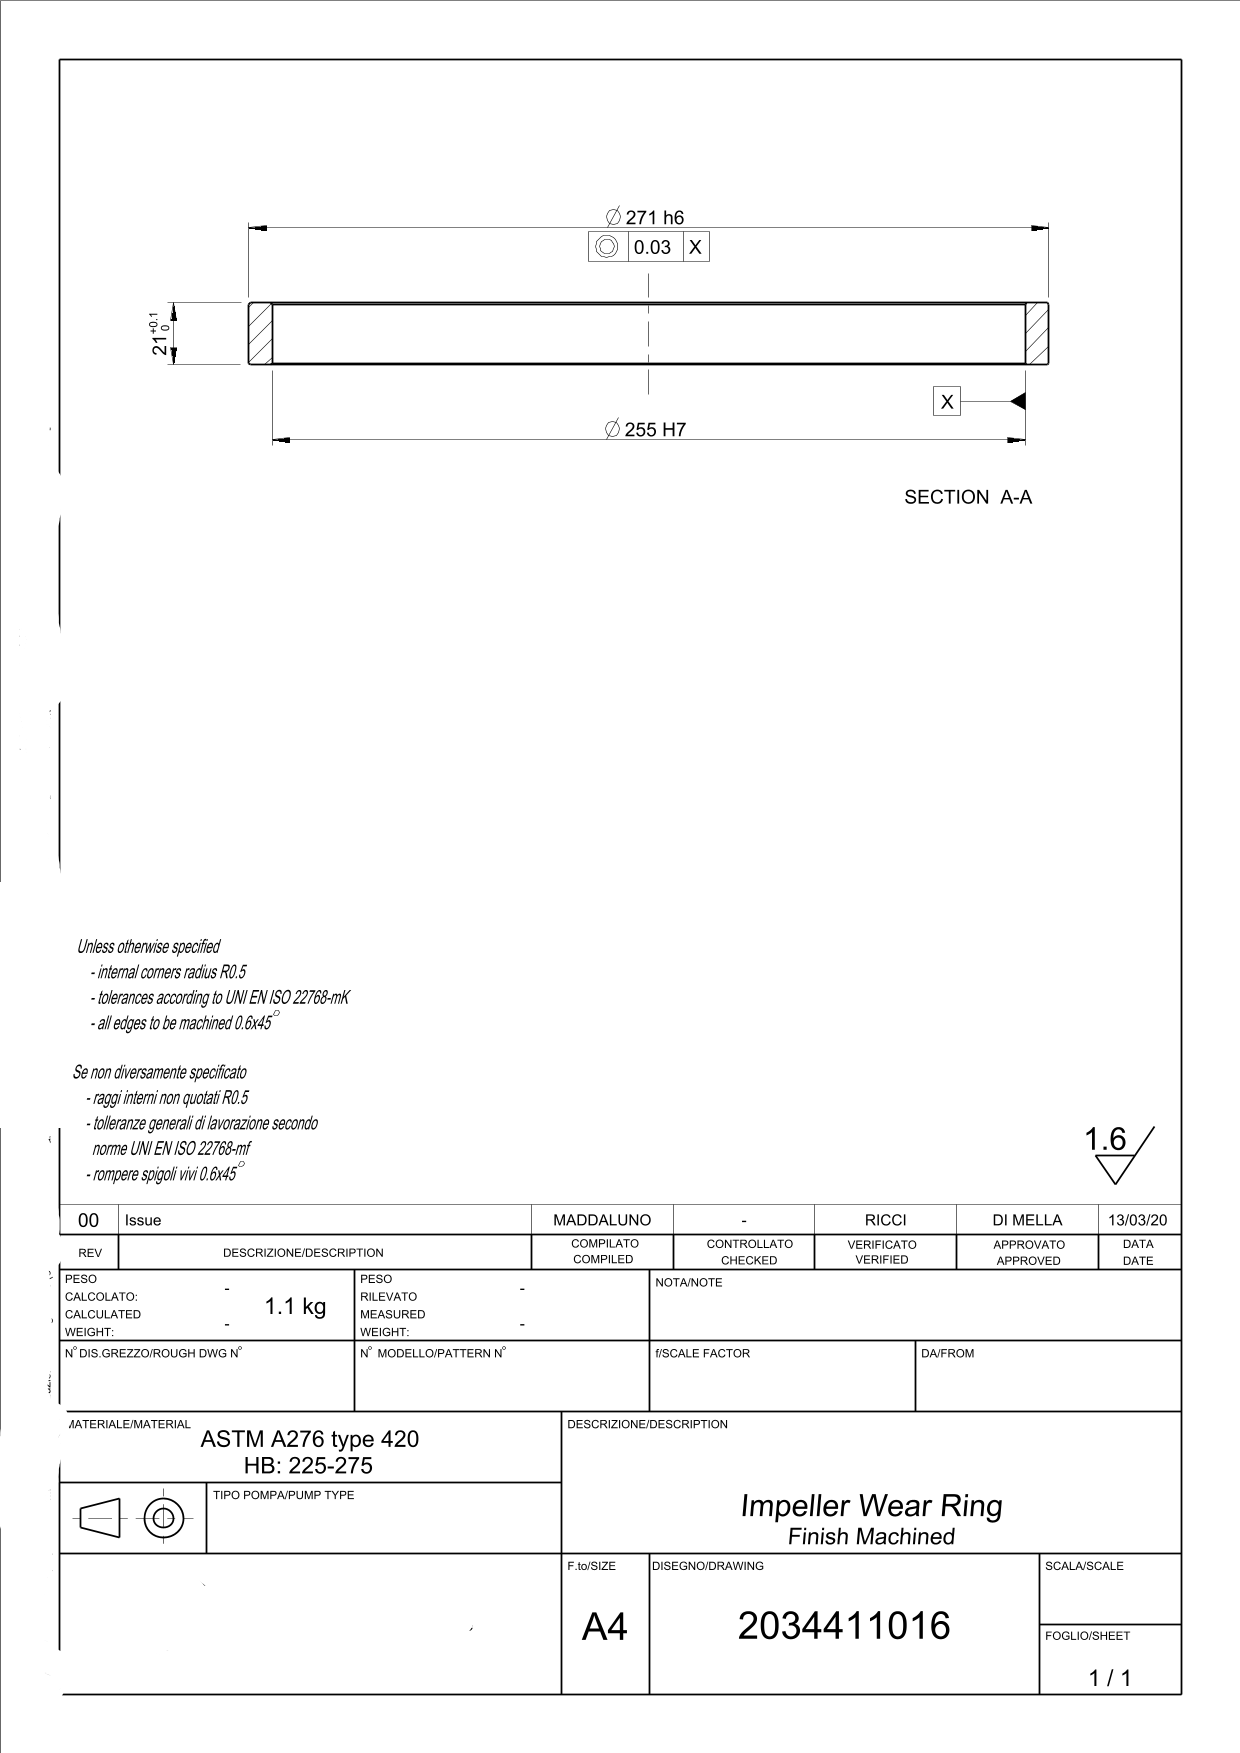 ⌀ 271 h6
◎ 0.03 X
21 +0.1 0
X
⌀ 255 H7
SECTION A-A
Unless otherwise specified
- internal corners radius R0.5
- tolerances according to UNI EN ISO 22768-mK
- all edges to be machined 0.6x45°
Se non diversamente specificato
- raggi interni non quotati R0.5
- tolleranze generali di lavorazione secondo
norme UNI EN ISO 22768-mf
- rompere spigoli vivi 0.6x45°
1.6
00 Issue MADDALUNO - RICCI DI MELLA 13/03/20
REV DESCRIZIONE/DESCRIPTION COMPILATO COMPILED CONTROLLATO CHECKED VERIFICATO VERIFIED APPROVATO APPROVED DATA DATE
PESO
CALCOLATO: -
CALCULATED
WEIGHT: -
1.1 kg
PESO
RILEVATO -
MEASURED
WEIGHT: -
NOTA/NOTE
N° DIS.GREZZO/ROUGH DWG N°
N° MODELLO/PATTERN N°
f/SCALE FACTOR
DA/FROM
MATERIALE/MATERIAL
ASTM A276 type 420
HB: 225-275
DESCRIZIONE/DESCRIPTION
Impeller Wear Ring
Finish Machined
TIPO POMPA/PUMP TYPE
F.to/SIZE
A4
DISEGNO/DRAWING
2034411016
SCALA/SCALE
FOGLIO/SHEET
1 / 1